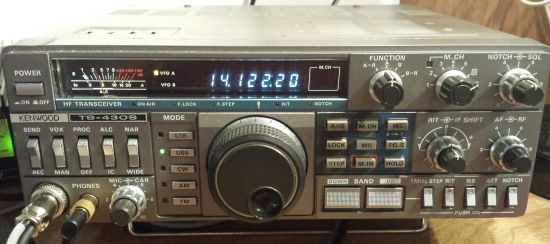 FUNCTION
M.CH
NOTCH SQL
POWER
ON OFF
VFO A
VFO B
M.CH
14.122.20
A-R
A
B
ALC
HF TRANSCEIVER
ON AIR
F.LOCK
F.STEP
RIT
NOTCH
KENWOOD
TS-430S
MODE
SEND VOX PROC ALC NAR
REC MAN OFF IC WIDE
LSB
USB
CW
AM
FM
A=B
M.CH
MS
LOCK
MR
PG.S
STEP
M.IN
HOLD
RIT IF SHIFT
AF RF
PHONES
MIC CAR
DOWN BAND UP
1MHz STEP RIT NB ATT NOTCH
PUSH ON